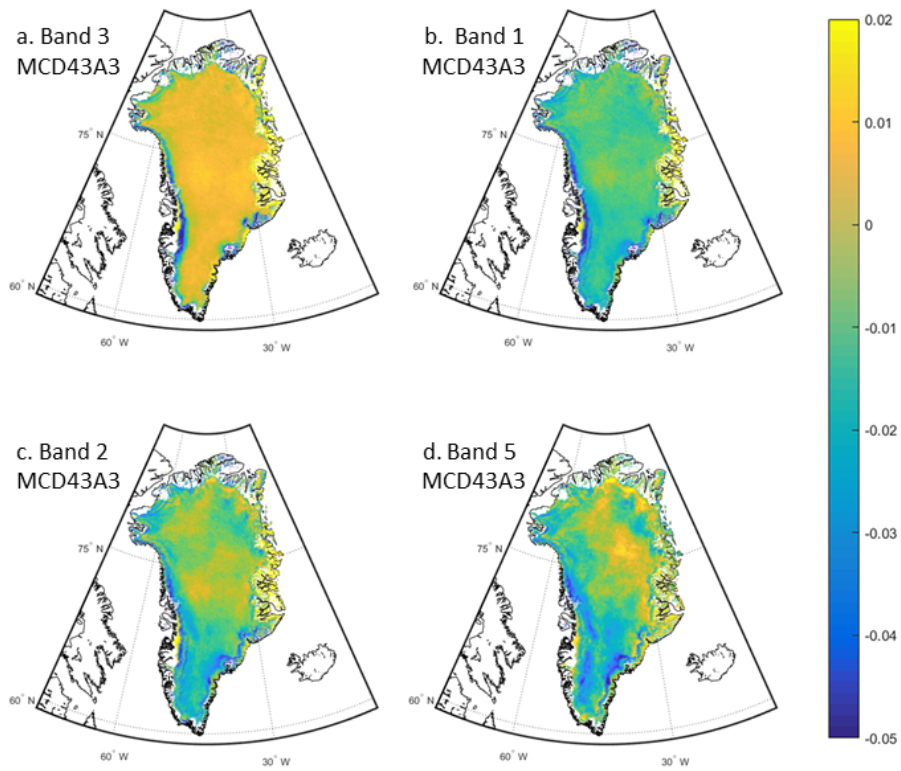 a. Band 3
MCD43A3
75° N
60° N
60° W
30° W
b. Band 1
MCD43A3
75° N
60° N
60° W
30° W
c. Band 2
MCD43A3
75° N
60° N
60° W
30° W
d. Band 5
MCD43A3
75° N
60° N
60° W
30° W
0.02
0.01
0
-0.01
-0.02
-0.03
-0.04
-0.05